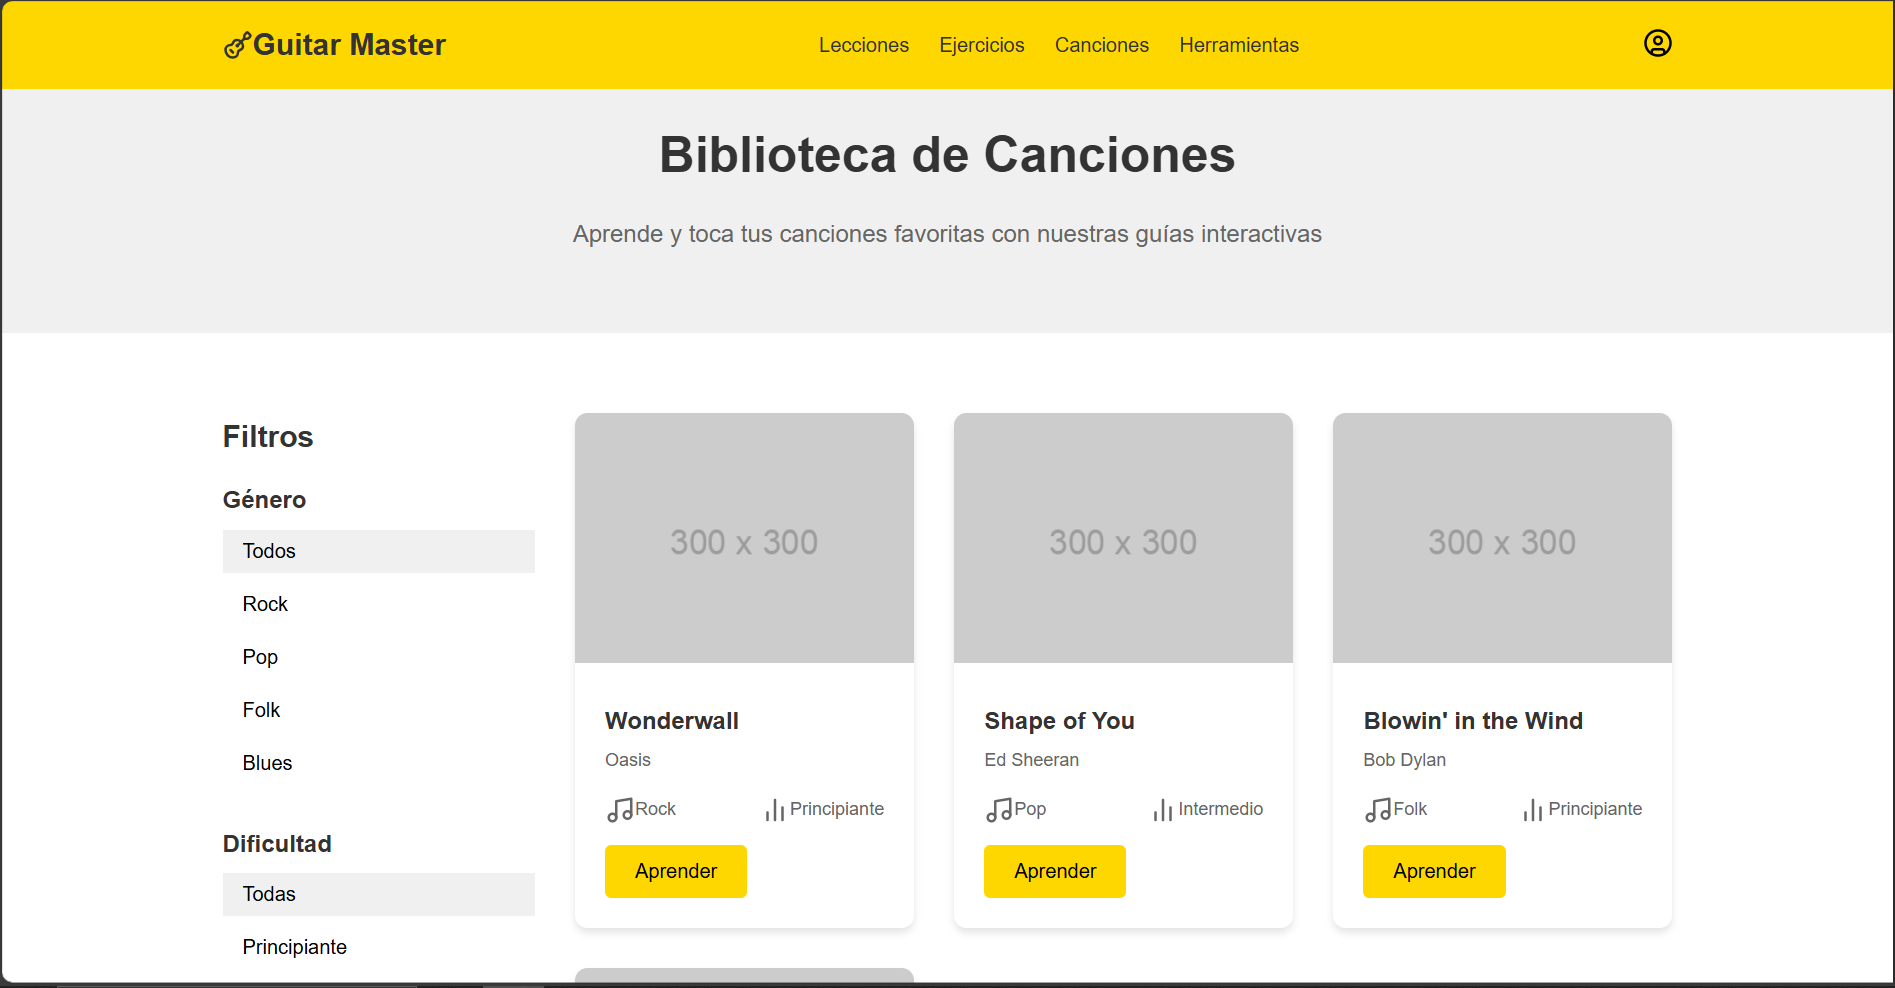 Guitar Master
Lecciones Ejercicios Canciones Herramientas
Biblioteca de Canciones
Aprende y toca tus canciones favoritas con nuestras guías interactivas
Filtros
Género
Todos
Rock
Pop
Folk
Blues
Dificultad
Todas
Principiante
300 x 300
Wonderwall
Oasis
Rock Principiante
Aprender
300 x 300
Shape of You
Ed Sheeran
Pop Intermedio
Aprender
300 x 300
Blowin' in the Wind
Bob Dylan
Folk Principiante
Aprender